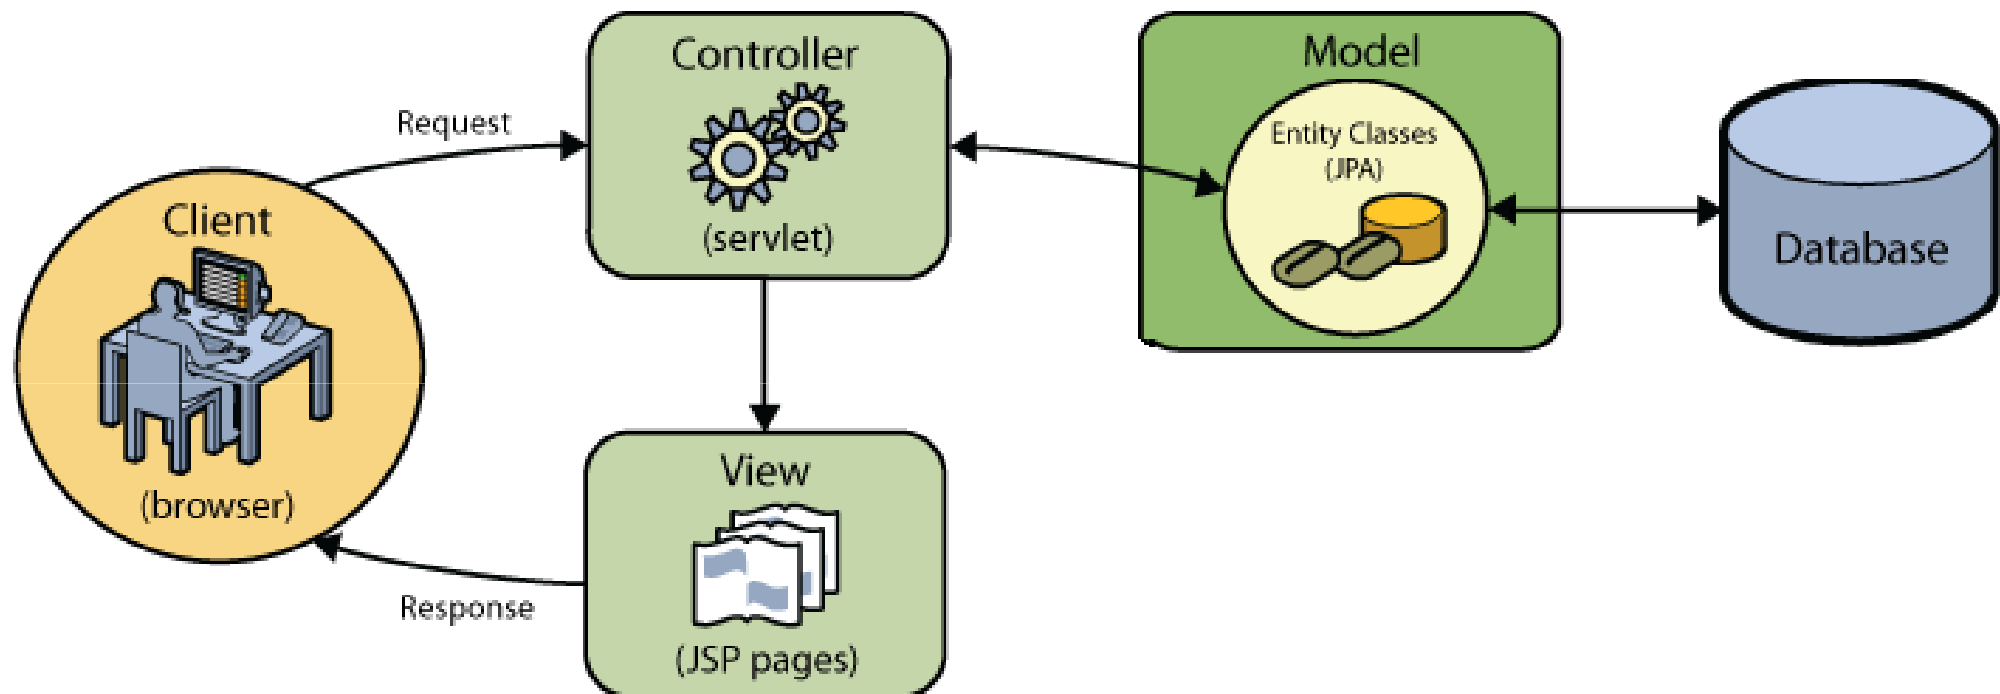 Controller
(servlet)
Model
Entity Classes
(JPA)
Database
Request
Client
(browser)
View
(JSP pages)
Response